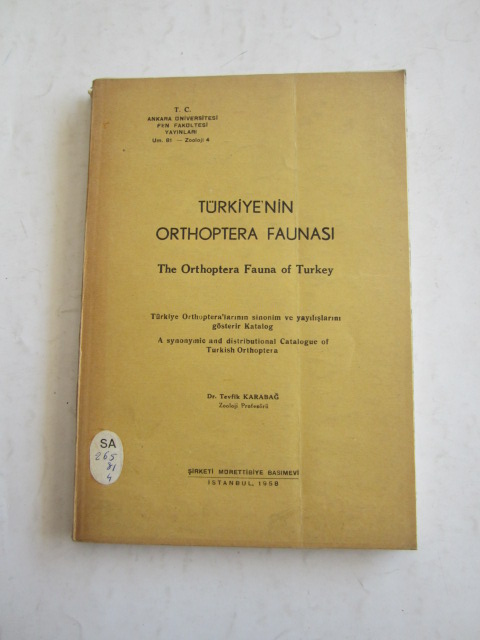 T. C.
ANKARA ÜNİVERSİTESİ
FEN FAKÜLTESİ
YAYINLARI
Um. 81 — Zooloji 4
TÜRKİYE'NİN
ORTHOPTERA FAUNASI
The Orthoptera Fauna of Turkey
Türkiye Orthoptera'larının sinonim ve yayılışlarını
gösterir Katalog
A synonymic and distributional Catalogue of
Turkish Orthoptera
Dr. Tevfik KARABAĞ
Zooloji Profesörü
SA
265
81
4
ŞİRKETİ MÜRETTİBİYE BASIMEVİ
İSTANBUL, 1958